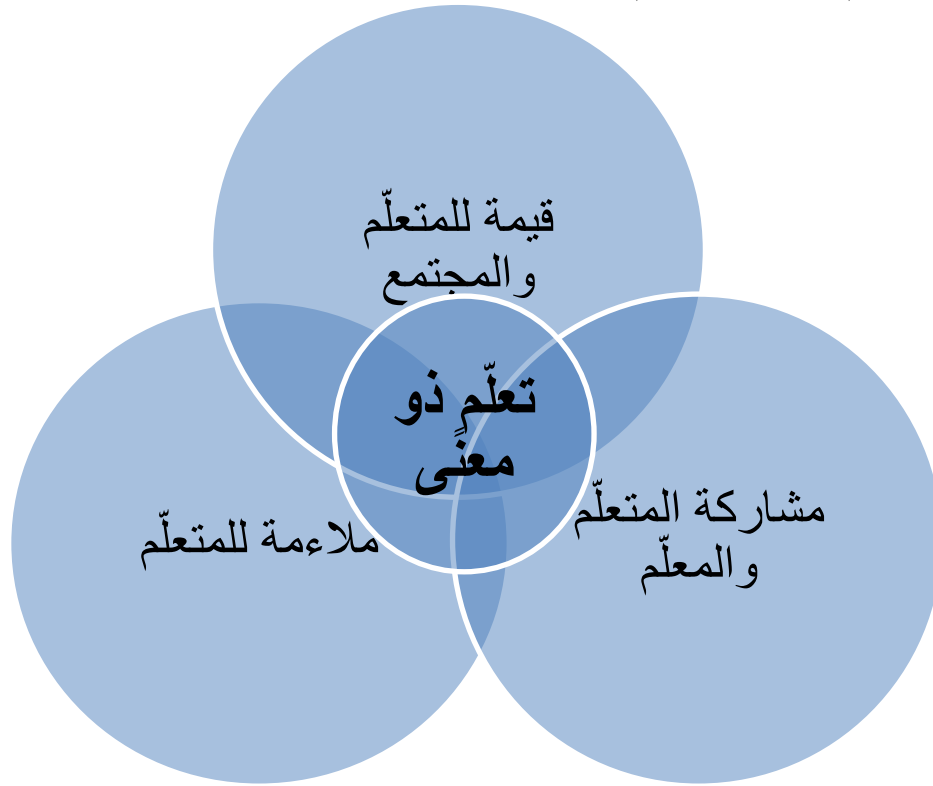 قيمة للمتعلّم
والمجتمع
تعلّم ذو
معنًى
مشاركة المتعلّم
والمعلّم
ملاءمة للمتعلّم